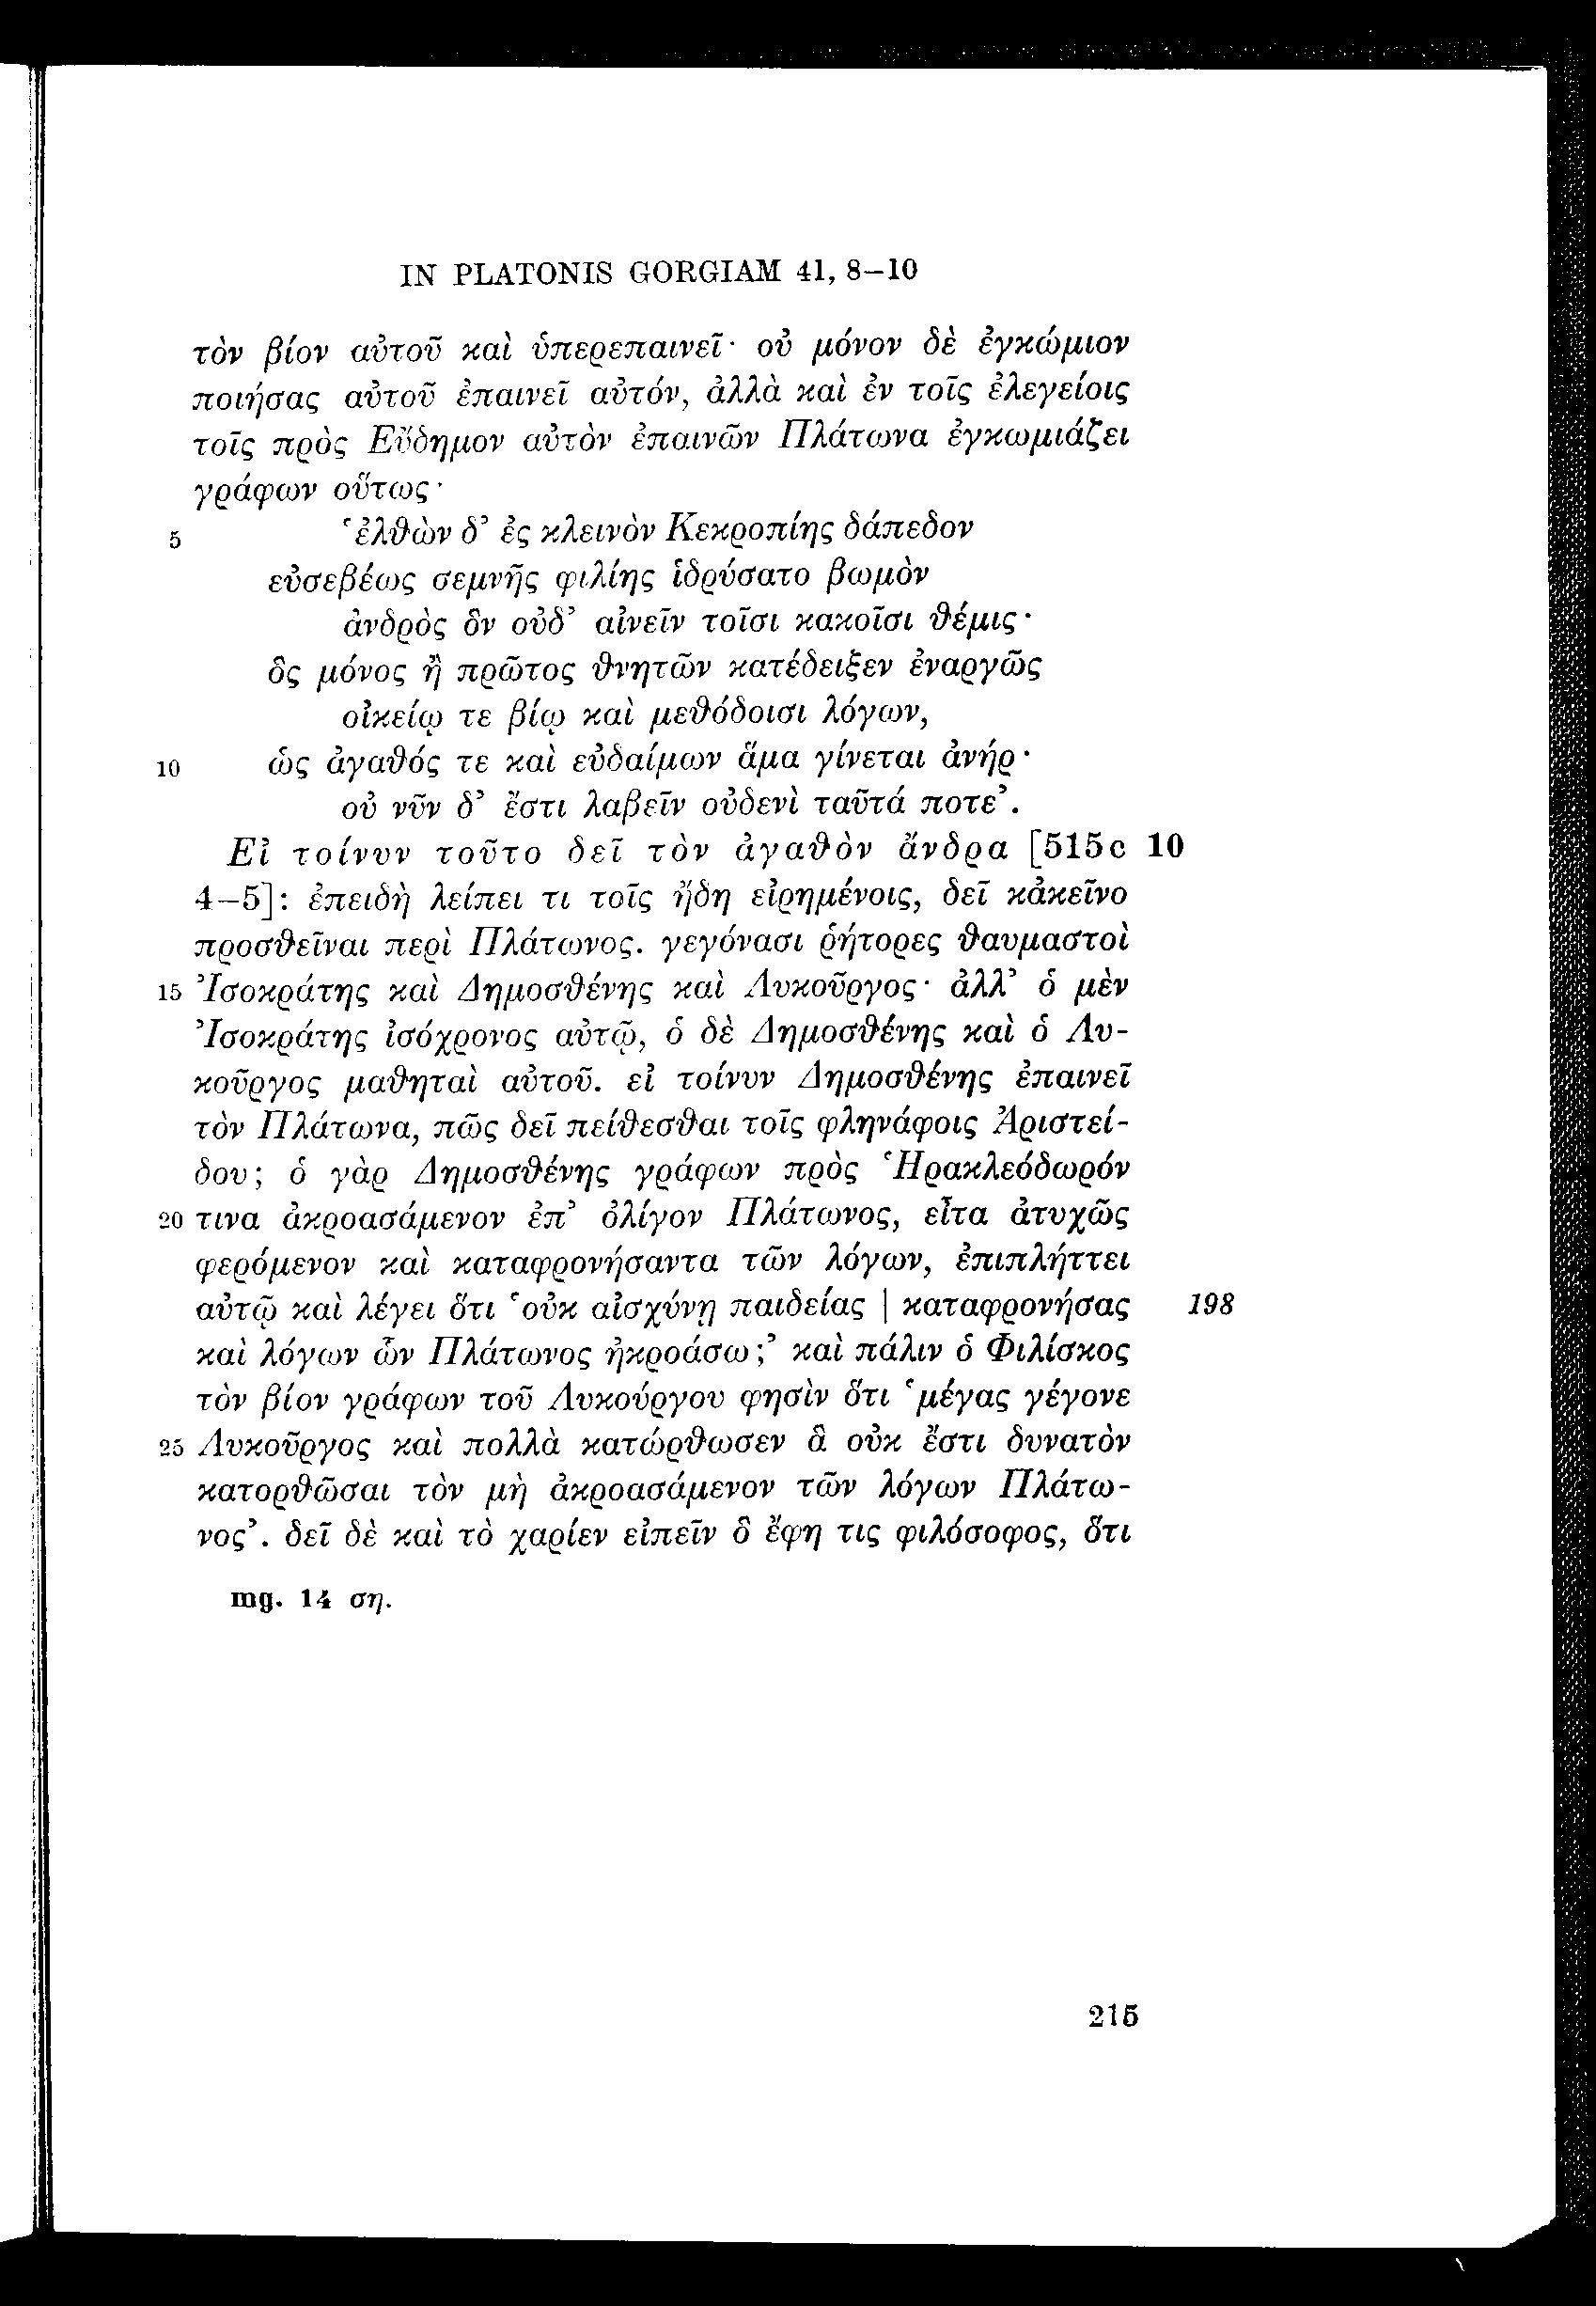 IN PLATONIS GORGIAM 41, 8–10
τὸν βίον αὐτοῦ καὶ ὑπερεπαινεῖ· οὐ μόνον δὲ ἐγκώμιον
ποιήσας αὐτοῦ ἐπαινεῖ αὐτόν, ἀλλὰ καὶ ἐν τοῖς ἐλεγείοις
τοῖς πρὸς Εὔδημον αὐτὸν ἐπαινῶν Πλάτωνα ἐγκωμιάζει
γράφων οὕτως·
5 ‘ἐλθὼν δ’ ἐς κλεινὸν Κεκροπίης δάπεδον
εὐσεβέως σεμνῆς φιλίης ἱδρύσατο βωμὸν
ἀνδρὸς ὃν οὐδ’ αἰνεῖν τοῖσι κακοῖσι θέμις·
ὃς μόνος ἢ πρῶτος θνητῶν κατέδειξεν ἐναργῶς
οἰκείῳ τε βίῳ καὶ μεθόδοισι λόγων,
10 ὡς ἀγαθός τε καὶ εὐδαίμων ἅμα γίνεται ἀνήρ·
οὐ νῦν δ’ ἔστι λαβεῖν οὐδενὶ ταῦτά ποτε’.
Εἰ τοίνυν τοῦτο δεῖ τὸν ἀγαθὸν ἄνδρα [515c 10
4–5]: ἐπειδὴ λείπει τι τοῖς ἤδη εἰρημένοις, δεῖ κἀκεῖνο
προσθεῖναι περὶ Πλάτωνος. γεγόνασι ῥήτορες θαυμαστοὶ
15 Ἰσοκράτης καὶ Δημοσθένης καὶ Λυκοῦργος· ἀλλ’ ὁ μὲν
Ἰσοκράτης ἰσόχρονος αὐτῷ, ὁ δὲ Δημοσθένης καὶ ὁ Λυ-
κοῦργος μαθηταὶ αὐτοῦ. εἰ τοίνυν Δημοσθένης ἐπαινεῖ
τὸν Πλάτωνα, πῶς δεῖ πείθεσθαι τοῖς φληνάφοις Ἀριστεί-
δου; ὁ γὰρ Δημοσθένης γράφων πρὸς Ἡρακλεόδωρόν
20 τινα ἀκροασάμενον ἐπ’ ὀλίγον Πλάτωνος, εἶτα ἀτυχῶς
φερόμενον καὶ καταφρονήσαντα τῶν λόγων, ἐπιπλήττει
αὐτῷ καὶ λέγει ὅτι ‘οὐκ αἰσχύνῃ παιδείας | καταφρονήσας 198
καὶ λόγων ὧν Πλάτωνος ἠκροάσω;’ καὶ πάλιν ὁ Φιλίσκος
τὸν βίον γράφων τοῦ Λυκούργου φησὶν ὅτι ‘μέγας γέγονε
25 Λυκοῦργος καὶ πολλὰ κατώρθωσεν ἃ οὐκ ἔστι δυνατὸν
κατορθῶσαι τὸν μὴ ἀκροασάμενον τῶν λόγων Πλάτω-
νος’. δεῖ δὲ καὶ τὸ χαρίεν εἰπεῖν ὃ ἔφη τις φιλόσοφος, ὅτι
mg. 14 ση.
215